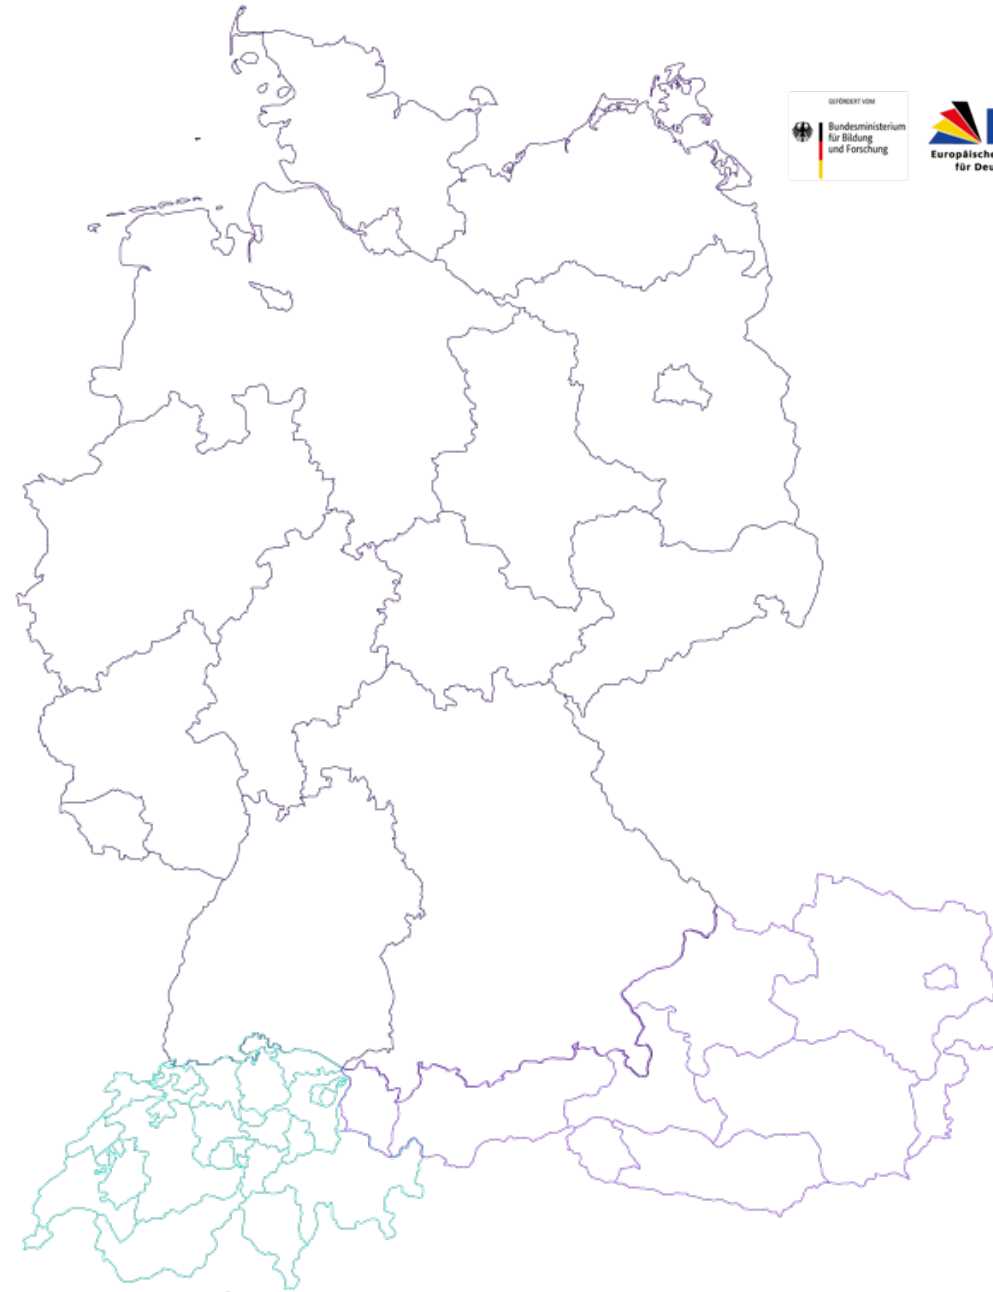 GEFÖRDERT VOM
Bundesministerium
für Bildung
und Forschung
Europäische
für Deu